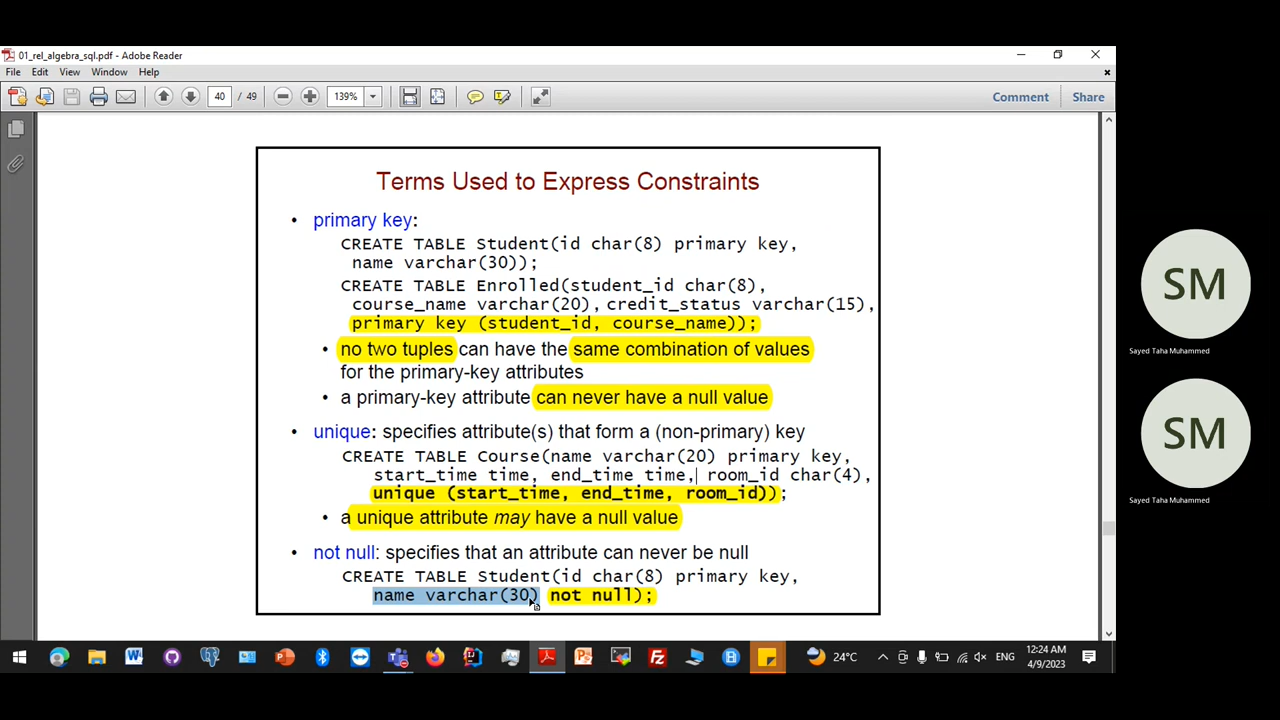 01_rel_algebra_sql.pdf - Adobe Reader
File Edit View Window Help
40 / 49 139% Comment Share
Terms Used to Express Constraints
• primary key:
CREATE TABLE Student(id char(8) primary key,
name varchar(30));
CREATE TABLE Enrolled(student_id char(8),
course_name varchar(20), credit_status varchar(15),
primary key (student_id, course_name));
• no two tuples can have the same combination of values
for the primary-key attributes
• a primary-key attribute can never have a null value
• unique: specifies attribute(s) that form a (non-primary) key
CREATE TABLE Course(name varchar(20) primary key,
start_time time, end_time time, room_id char(4),
unique (start_time, end_time, room_id));
• a unique attribute may have a null value
• not null: specifies that an attribute can never be null
CREATE TABLE Student(id char(8) primary key,
name varchar(30) not null);
SM
Sayed Taha Muhammed
SM
Sayed Taha Muhammed
24°C ENG 12:24 AM
4/9/2023